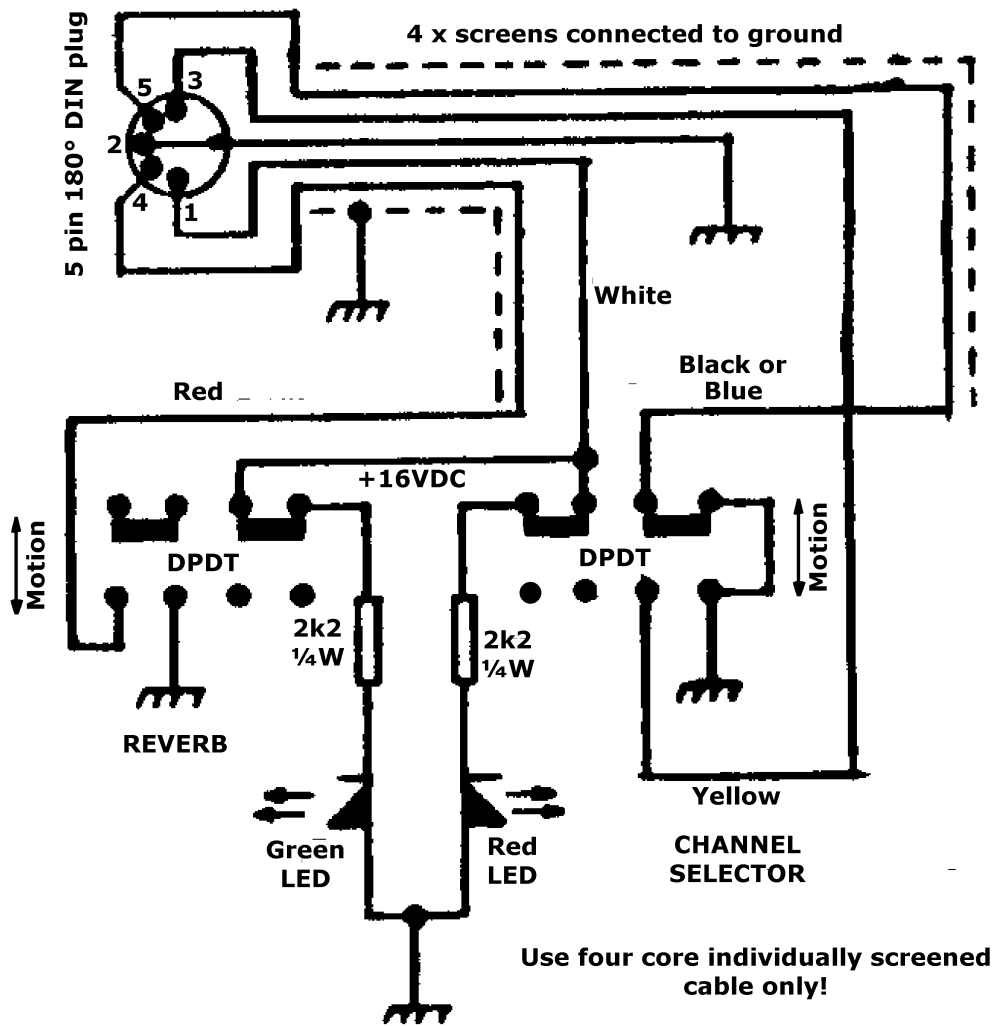 4 x screens connected to ground
5 pin 180° DIN plug
5
3
2
4
1
White
Black or
Blue
Red
+16VDC
Motion
DPDT
DPDT
Motion
2k2
¼W
2k2
¼W
REVERB
Yellow
Green
LED
Red
LED
CHANNEL
SELECTOR
Use four core individually screened
cable only!